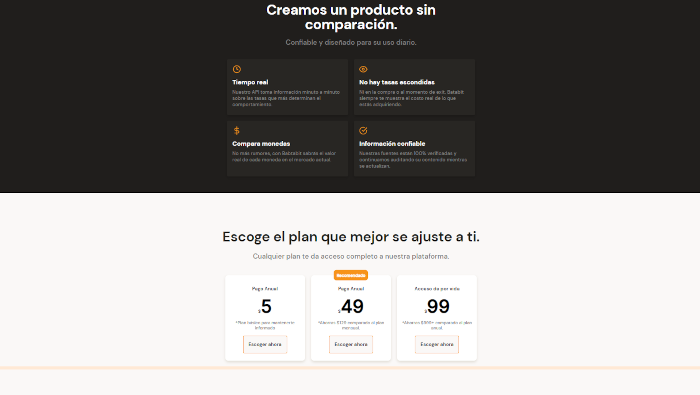 Creamos un producto sin
comparación.
Confiable y diseñado para su uso diario.
Tiempo real
Nuestro API toma información minuto a minuto
sobre las tasas que más determinan el
comportamiento.
No hay tasas escondidas
Ni en la compra o al momento de exit. Batabit
siempre te muestra el costo real de lo que
estás adquiriendo.
Compara monedas
No más rumores, con Batabit sabrás el valor
real de cada moneda en el mercado actual.
Información confiable
Nuestras fuentes están 100% verificadas y
continuamos auditando su contenido mientras
se actualizan.
Escoge el plan que mejor se ajuste a ti.
Cualquier plan te da acceso completo a nuestra plataforma.
Recomendado
Pago Anual
$5
*Plan básico para mantenerte
informado
Escoger ahora
Pago Anual
$49
*Ahorras $129 comparado al plan
mensual.
Escoger ahora
Acceso de por vida
$99
comparado al plan
anual.
Escoger ahora